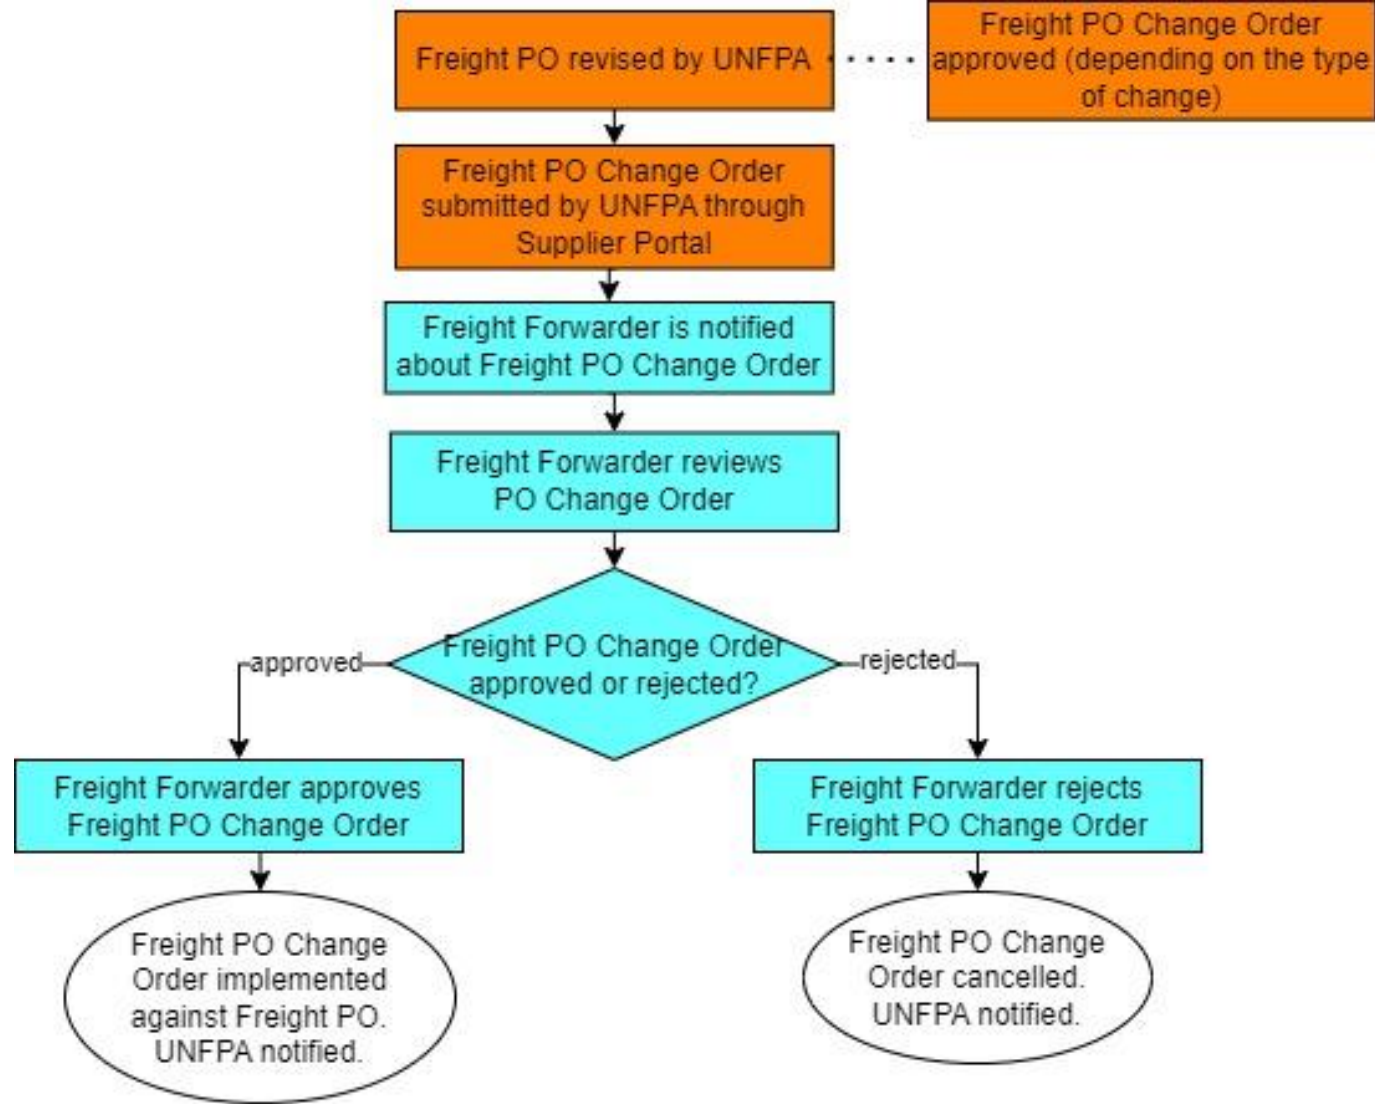 Freight PO revised by UNFPA
Freight PO Change Order
approved (depending on the type
of change)
Freight PO Change Order
submitted by UNFPA through
Supplier Portal
Freight Forwarder is notified
about Freight PO Change Order
Freight Forwarder reviews
PO Change Order
Freight PO Change Order
approved or rejected?
approved
rejected
Freight Forwarder approves
Freight PO Change Order
Freight Forwarder rejects
Freight PO Change Order
Freight PO Change
Order implemented
against Freight PO.
UNFPA notified.
Freight PO Change
Order cancelled.
UNFPA notified.